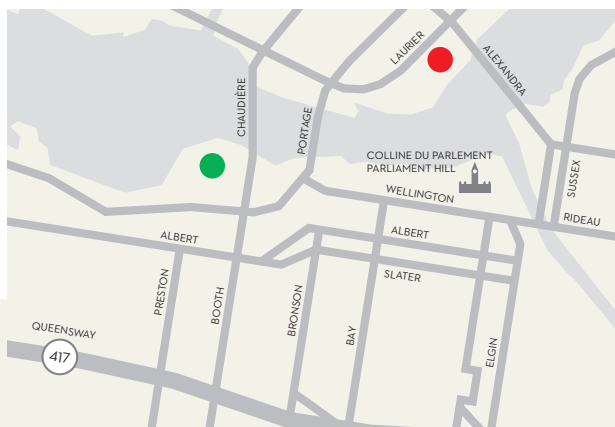 LAURIER
ALEXANDRA
CHAUDIÈRE
PORTAGE
COLLINE DU PARLEMENT
PARLIAMENT HILL
WELLINGTON
SUSSEX
RIDEAU
ALBERT
ALBERT
SLATER
PRESTON
BOOTH
BRONSON
BAY
ELGIN
QUEENSWAY
417